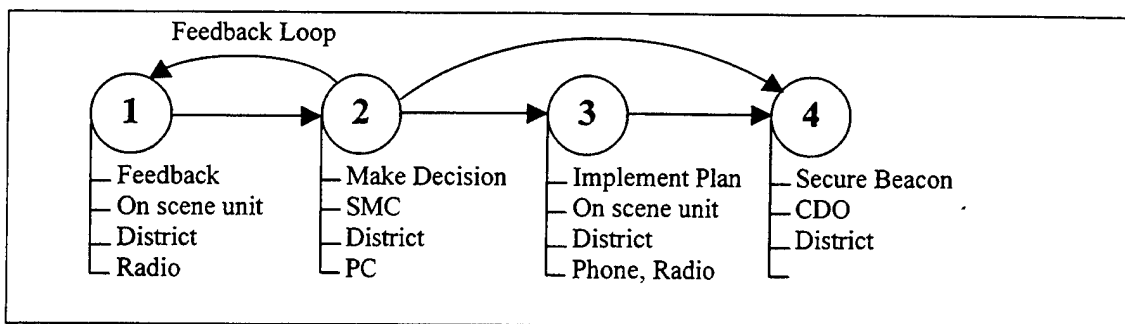 Feedback Loop
1
2
3
4
Feedback
On scene unit
District
Radio
Make Decision
SMC
District
PC
Implement Plan
On scene unit
District
Phone, Radio
Secure Beacon
CDO
District